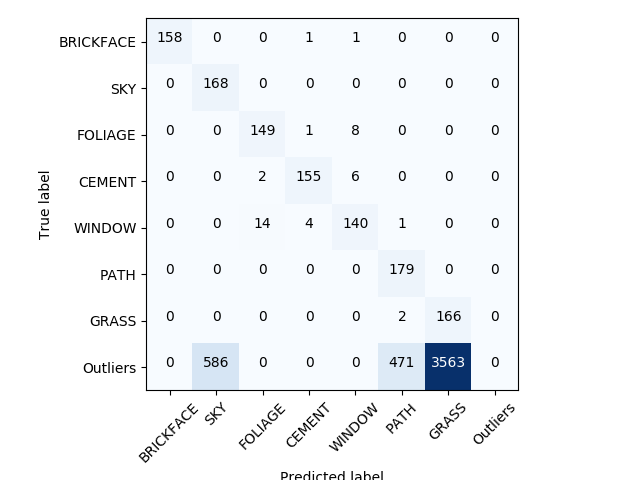 BRICKFACE 158 0 0 1 1 0 0 0
SKY 0 168 0 0 0 0 0 0
FOLIAGE 0 0 149 1 8 0 0 0
CEMENT 0 0 2 155 6 0 0 0
WINDOW 0 0 14 4 140 1 0 0
PATH 0 0 0 0 0 179 0 0
GRASS 0 0 0 0 0 2 166 0
Outliers 0 586 0 0 0 471 3563 0
True label
BRICKFACE SKY FOLIAGE CEMENT WINDOW PATH GRASS Outliers
Predicted label